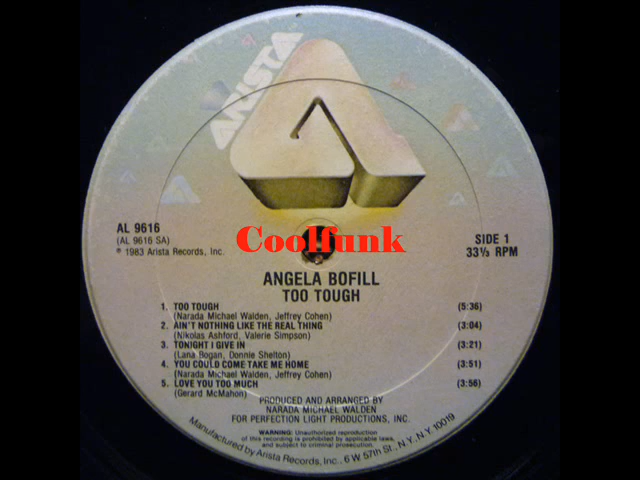 ARISTA
AL 9616
(AL 9616 SA)
℗ 1983 Arista Records, Inc.
SIDE 1
33⅓ RPM
Coolfunk
ANGELA BOFILL
TOO TOUGH
1. TOO TOUGH (5:36)
(Narada Michael Walden, Jeffrey Cohen)
2. AIN'T NOTHING LIKE THE REAL THING (3:04)
(Nikolas Ashford, Valerie Simpson)
3. TONIGHT I GIVE IN (3:21)
(Lana Bogan, Donnie Shelton)
4. YOU COULD COME TAKE ME HOME (3:51)
(Narada Michael Walden, Jeffrey Cohen)
5. LOVE YOU TOO MUCH (3:56)
(Gerard McMahon)
PRODUCED AND ARRANGED BY
NARADA MICHAEL WALDEN
FOR PERFECTION LIGHT PRODUCTIONS, INC.
WARNING: Unauthorized reproduction
of this recording is prohibited by applicable laws,
and subject to criminal prosecution.
Manufactured by Arista Records, Inc., 6 W 57th St., N.Y., N.Y. 10019